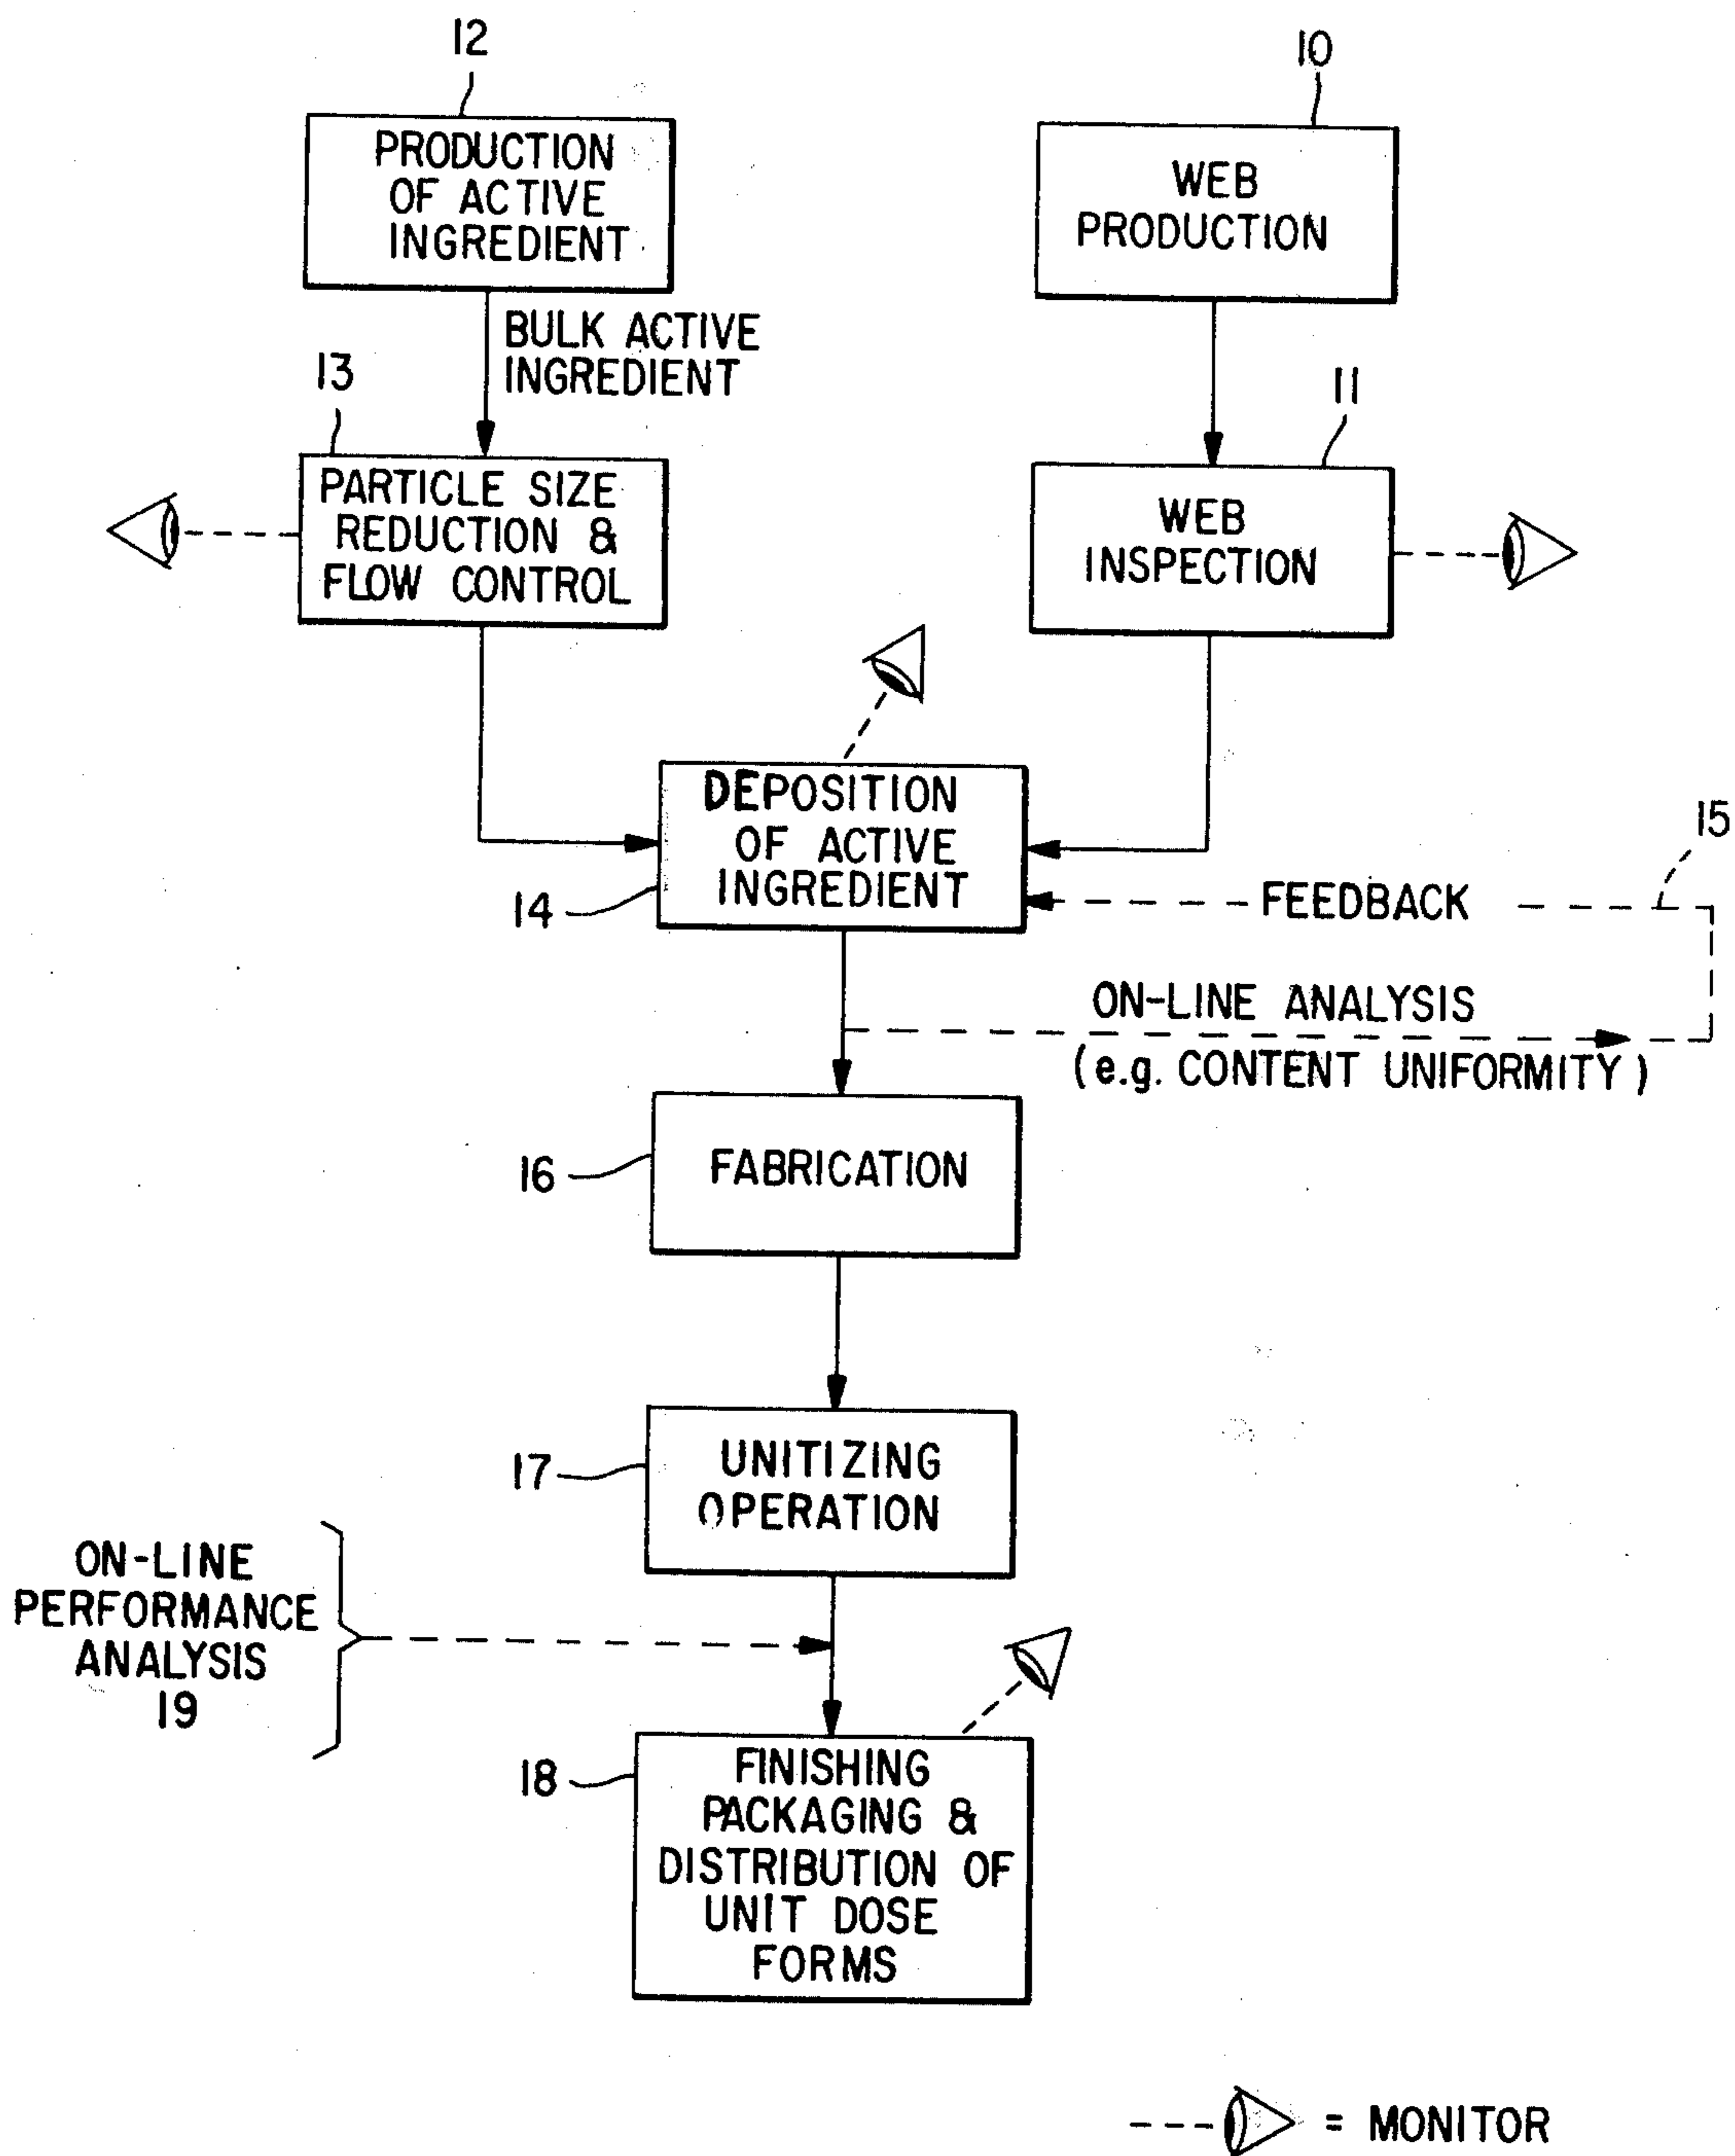 12
10
PRODUCTION
OF ACTIVE
INGREDIENT
WEB
PRODUCTION
BULK ACTIVE
INGREDIENT
13
11
PARTICLE SIZE
REDUCTION &
FLOW CONTROL
WEB
INSPECTION
DEPOSITION
OF ACTIVE
INGREDIENT
14
15
FEEDBACK
ON-LINE ANALYSIS
(e.g. CONTENT UNIFORMITY)
16
FABRICATION
17
UNITIZING
OPERATION
ON-LINE
PERFORMANCE
ANALYSIS
19
18
FINISHING
PACKAGING &
DISTRIBUTION OF
UNIT DOSE
FORMS
= MONITOR